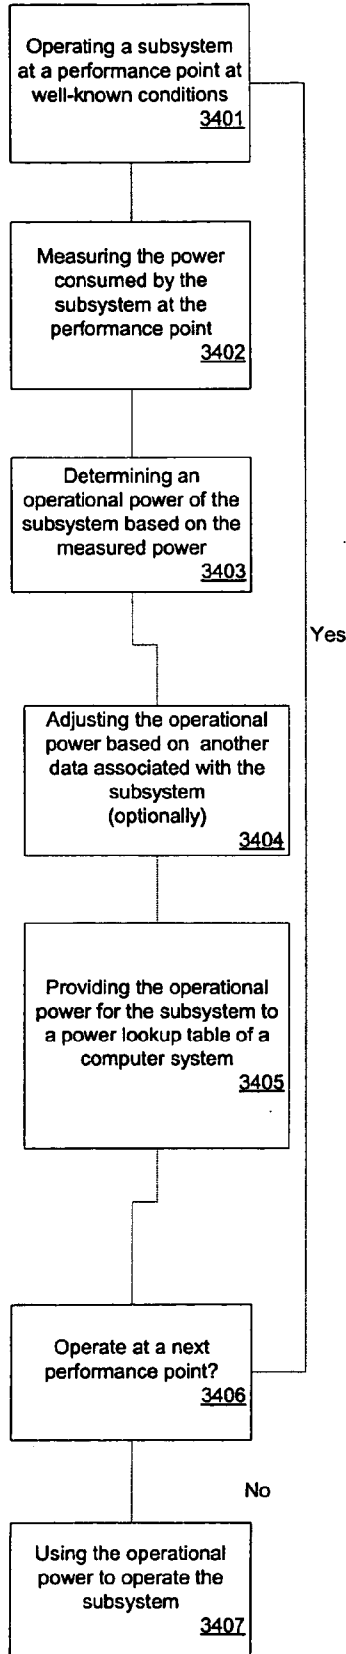 Operating a subsystem
at a performance point at
well-known conditions
3401
Measuring the power
consumed by the
subsystem at the
performance point
3402
Determining an
operational power of the
subsystem based on the
measured power
3403
Yes
Adjusting the operational
power based on another
data associated with the
subsystem
(optionally)
3404
Providing the operational
power for the subsystem to
a power lookup table of a
computer system
3405
Operate at a next
performance point?
3406
No
Using the operational
power to operate the
subsystem
3407